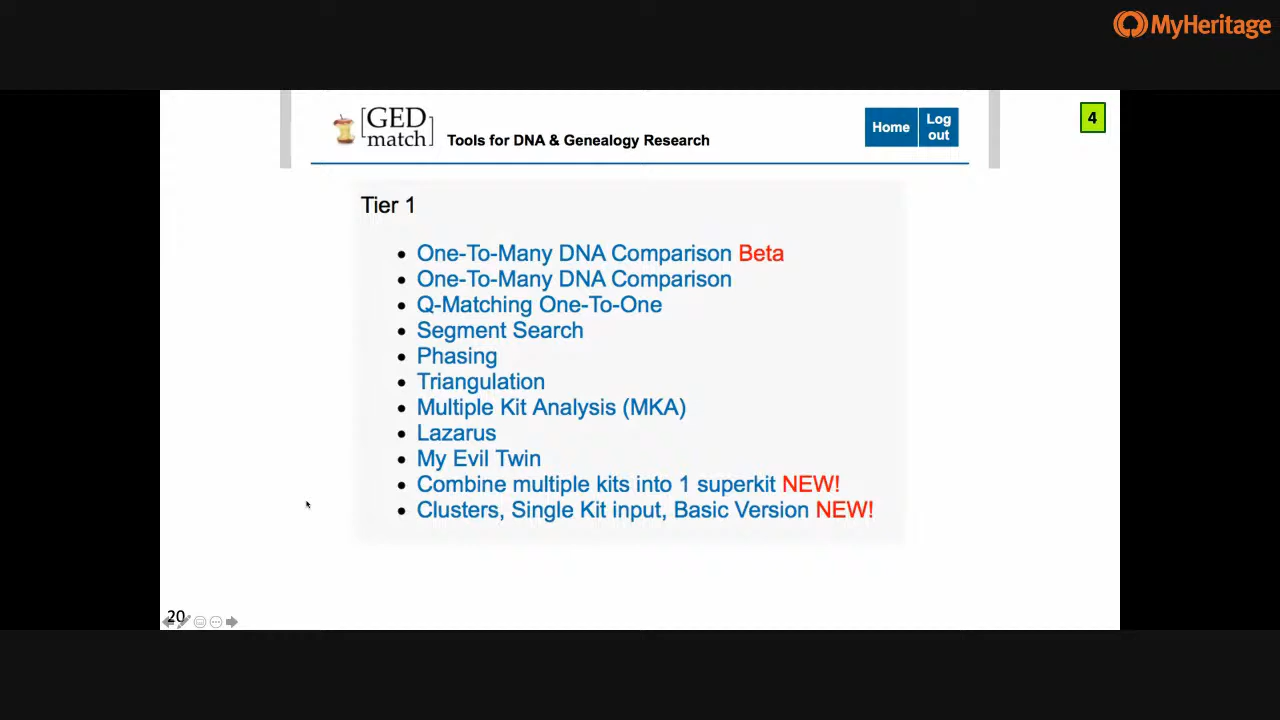 MyHeritage
[GED
match]
Tools for DNA & Genealogy Research
Home
Log
out
4
Tier 1
• One-To-Many DNA Comparison Beta
• One-To-Many DNA Comparison
• Q-Matching One-To-One
• Segment Search
• Phasing
• Triangulation
• Multiple Kit Analysis (MKA)
• Lazarus
• My Evil Twin
• Combine multiple kits into 1 superkit NEW!
• Clusters, Single Kit input, Basic Version NEW!
20